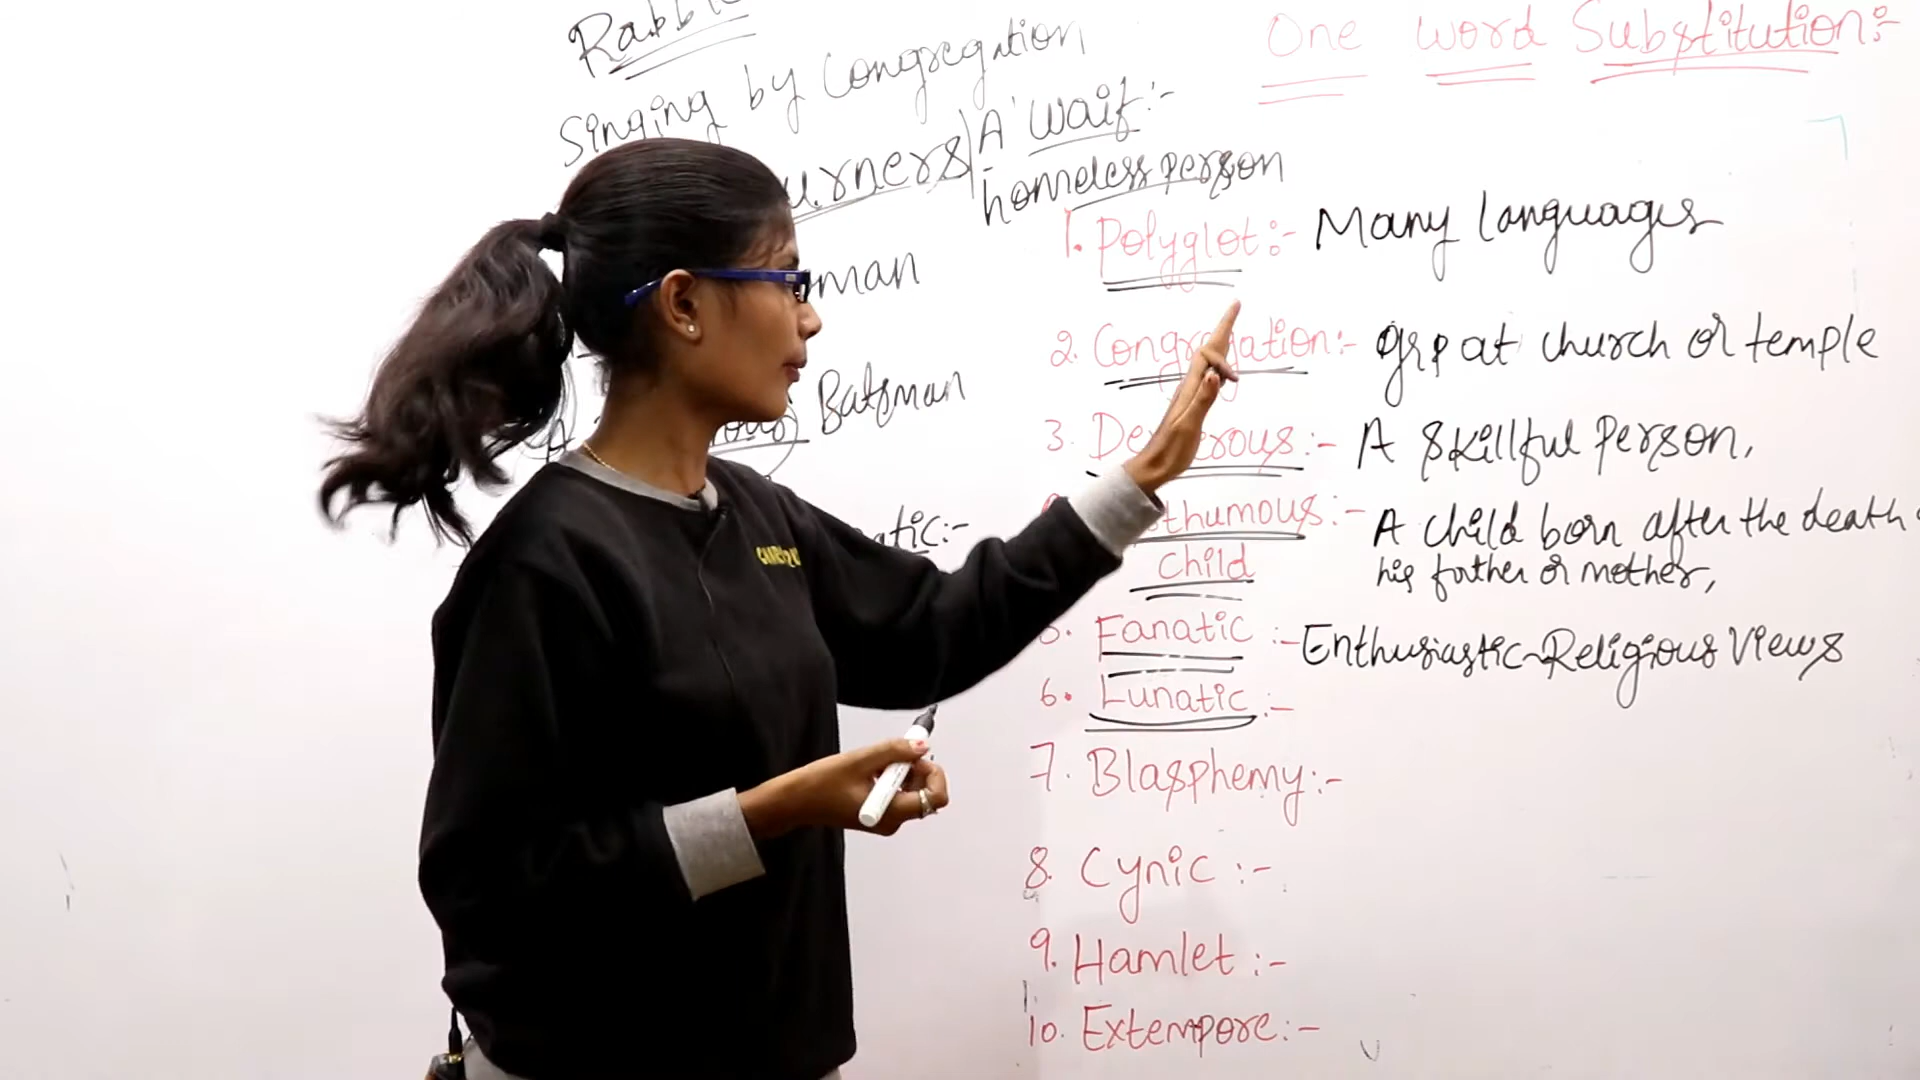 One word Substitution:-
Singing by Congregation
A waif:-
homeless person
Batsman
1. Polyglot:- Many languages
2. Congregation:- grp at church or temple
3. :- A skillful Person,
:- A child born after the death
Child his father or mother,
Fanatic :- Enthusiastic-Religious Views
6. Lunatic :-
7. Blasphemy:-
8. Cynic :-
9. Hamlet :-
10. Extempore:-